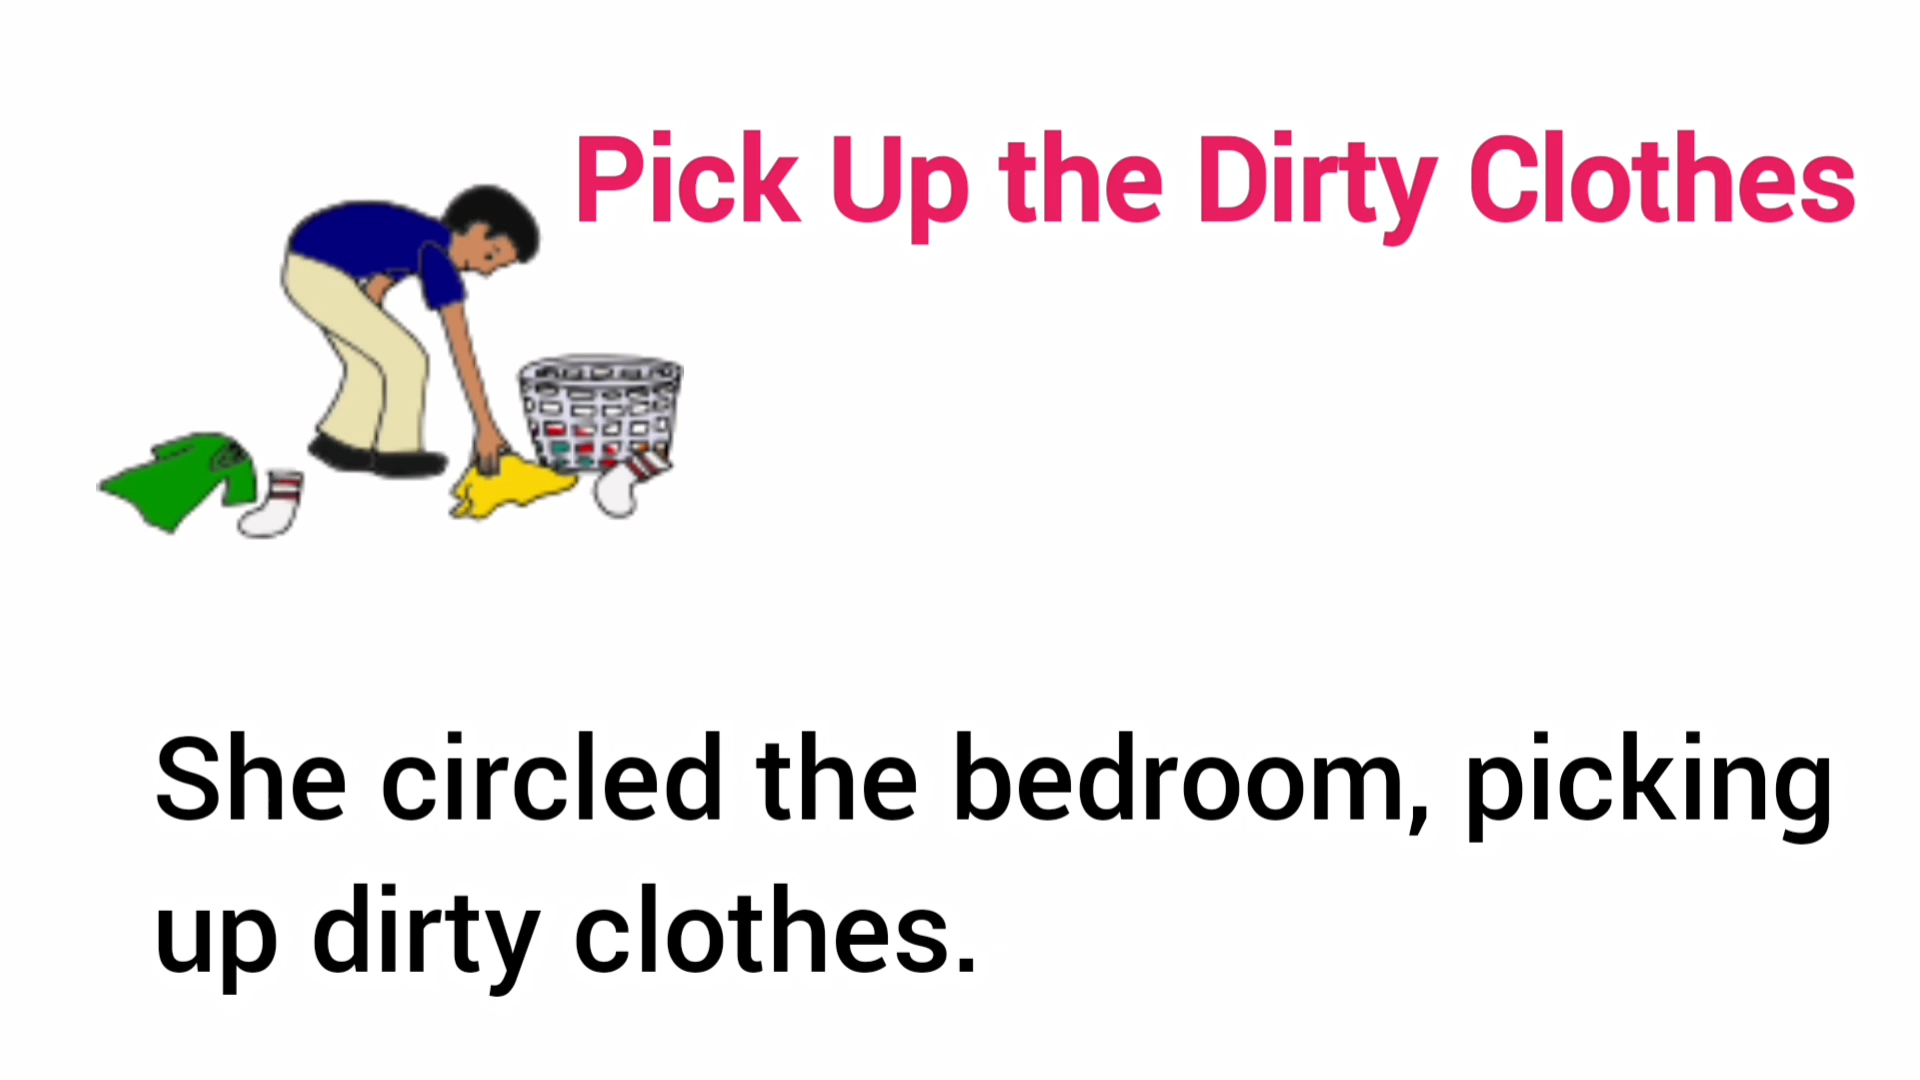 Pick Up the Dirty Clothes
She circled the bedroom, picking
up dirty clothes.